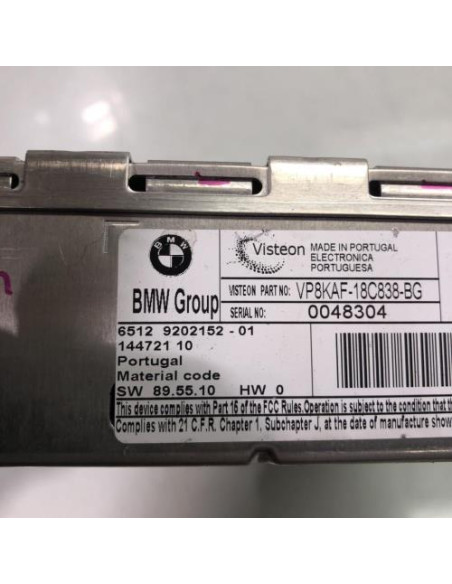 BMW
BMW Group
Visteon
MADE IN PORTUGAL
ELECTRONICA
PORTUGUESA
VISTEON PART NO: VP8KAF-18C838-BG
SERIAL NO: 0048304
6512 9202152 - 01
144721 10
Portugal
Material code
SW 89.55.10 HW 0
This device complies with Part 16 of the FCC Rules.Operation is subject to the condition that
Complies with 21 C.F.R. Chapter 1, Subchapter J, at the date of manufacture show